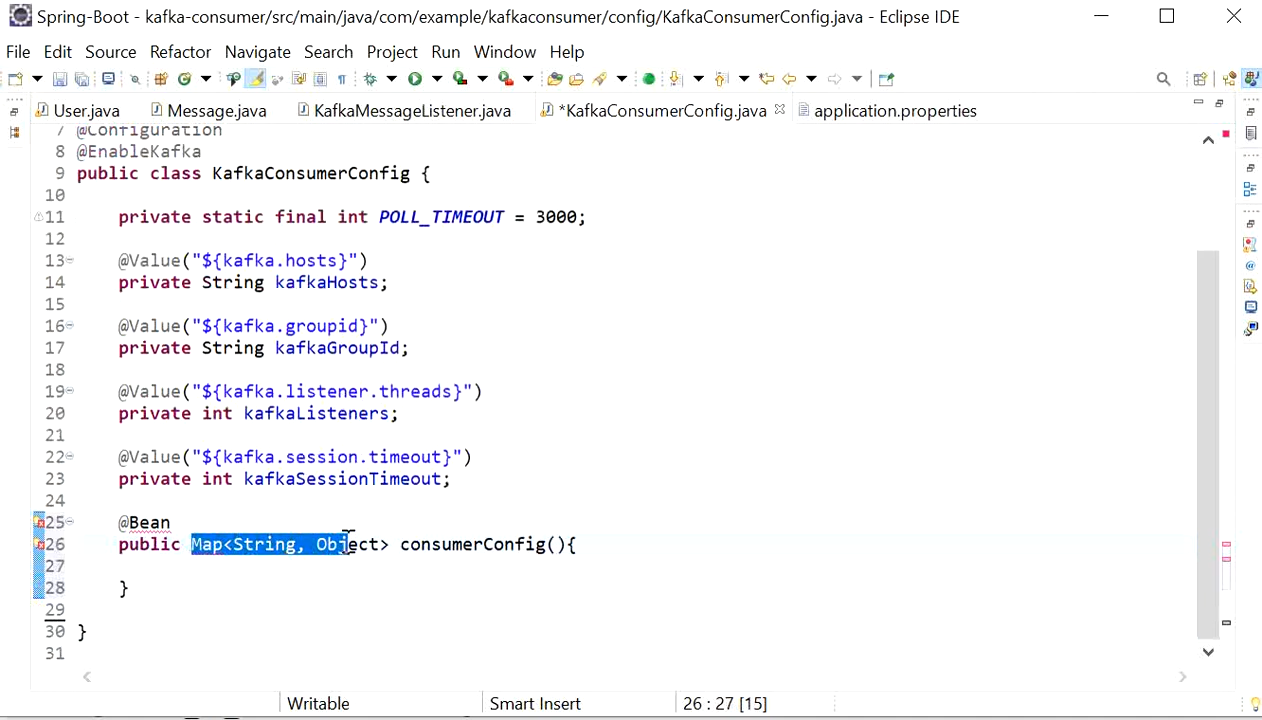 Spring-Boot - kafka-consumer/src/main/java/com/example/kafkaconsumer/config/KafkaConsumerConfig.java - Eclipse IDE
File Edit Source Refactor Navigate Search Project Run Window Help
User.java Message.java KafkaMessageListener.java *KafkaConsumerConfig.java application.properties
7 @Configuration
8 @EnableKafka
9 public class KafkaConsumerConfig {
10
11 private static final int POLL_TIMEOUT = 3000;
12
13 @Value("${kafka.hosts}")
14 private String kafkaHosts;
15
16 @Value("${kafka.groupid}")
17 private String kafkaGroupId;
18
19 @Value("${kafka.listener.threads}")
20 private int kafkaListeners;
21
22 @Value("${kafka.session.timeout}")
23 private int kafkaSessionTimeout;
24
25 @Bean
26 public Map<String, Object> consumerConfig(){
27
28 }
29
30 }
31
Writable Smart Insert 26 : 27 [15]